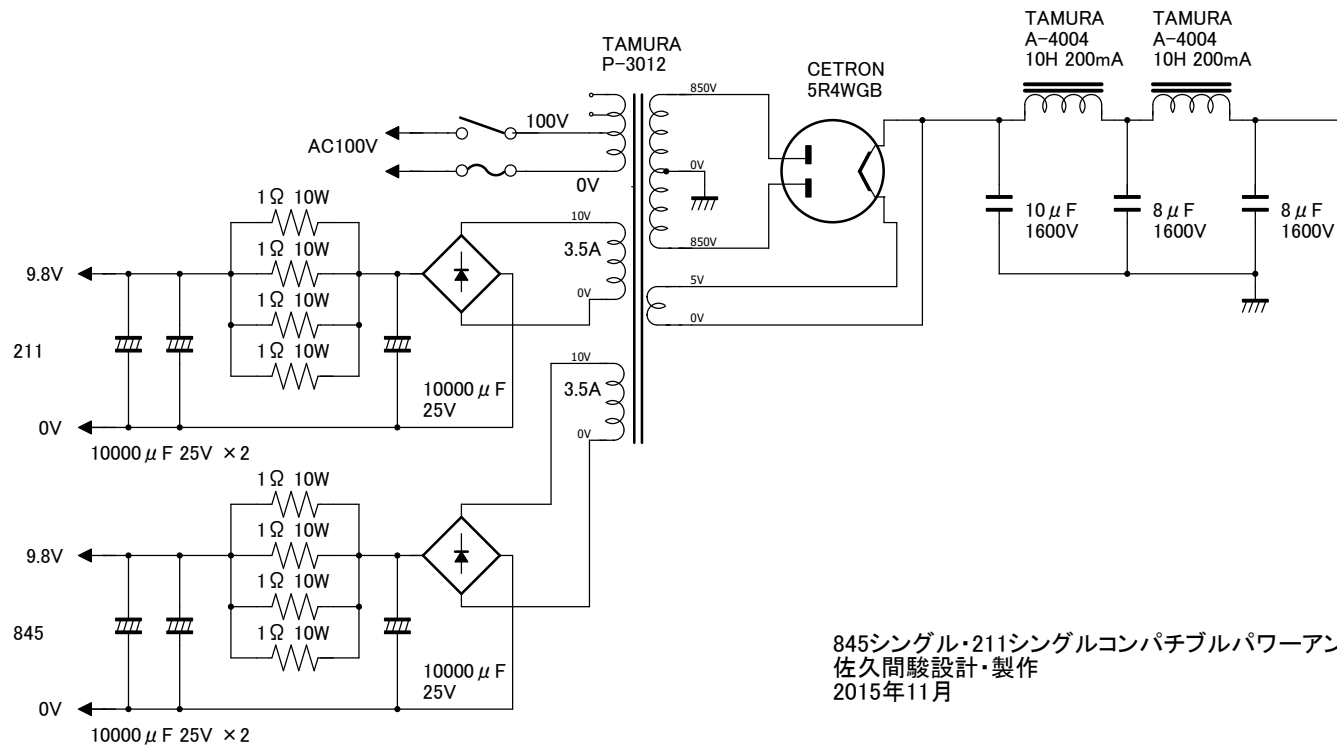 TAMURA
A-4004
10H 200mA
TAMURA
A-4004
10H 200mA
TAMURA
P-3012
CETRON
5R4WGB
AC100V
100V
0V
850V
0V
850V
5V
0V
10μF
1600V
8μF
1600V
8μF
1600V
1Ω 10W
1Ω 10W
1Ω 10W
1Ω 10W
10V
3.5A
0V
9.8V
211
0V
10000μF
25V
10000μF 25V ×2
1Ω 10W
1Ω 10W
1Ω 10W
1Ω 10W
10V
3.5A
0V
9.8V
845
0V
10000μF
25V
10000μF 25V ×2
845シングル・211シングルコンパチブルパワーアン
佐久間駿設計・製作
2015年11月